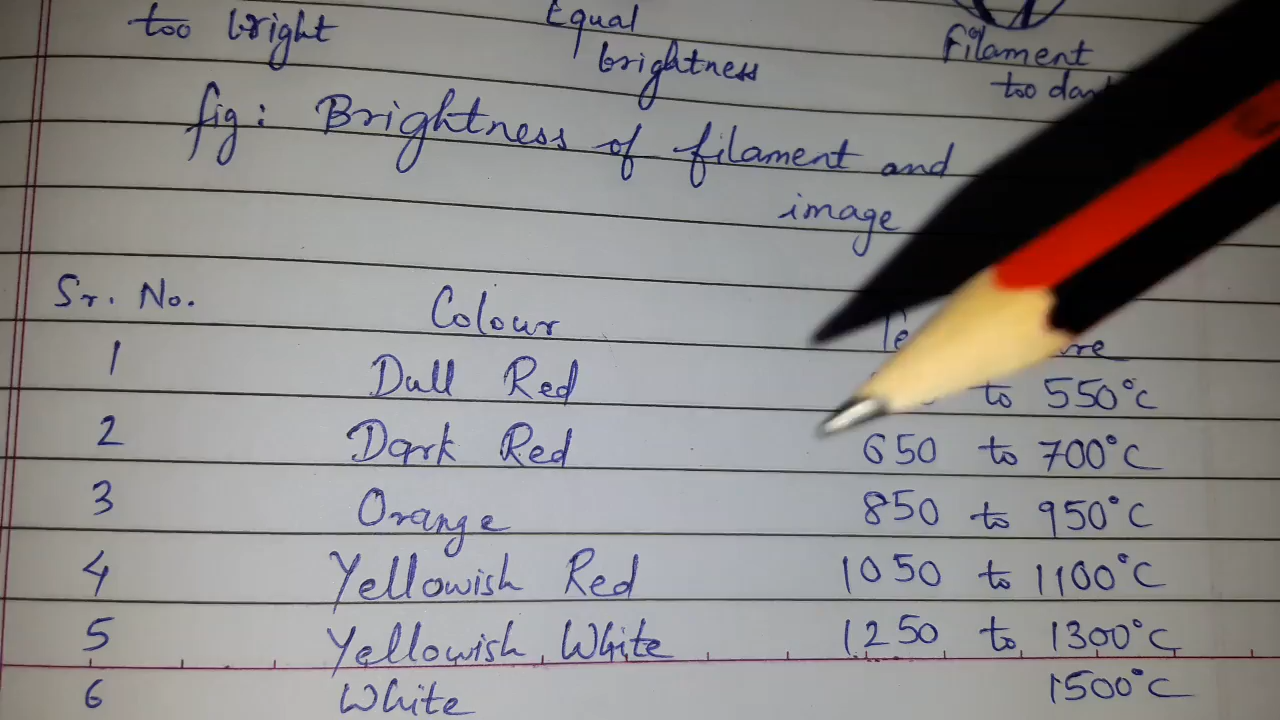 too bright
Equal
brightness
Filament
too
fig: Brightness of filament and
image
Sr. No. Colour
1 Dull Red to 550°C
2 Dark Red 650 to 700°C
3 Orange 850 to 950°C
4 Yellowish Red 1050 to 1100°C
5 Yellowish White 1250 to 1300°C
6 White 1500°C